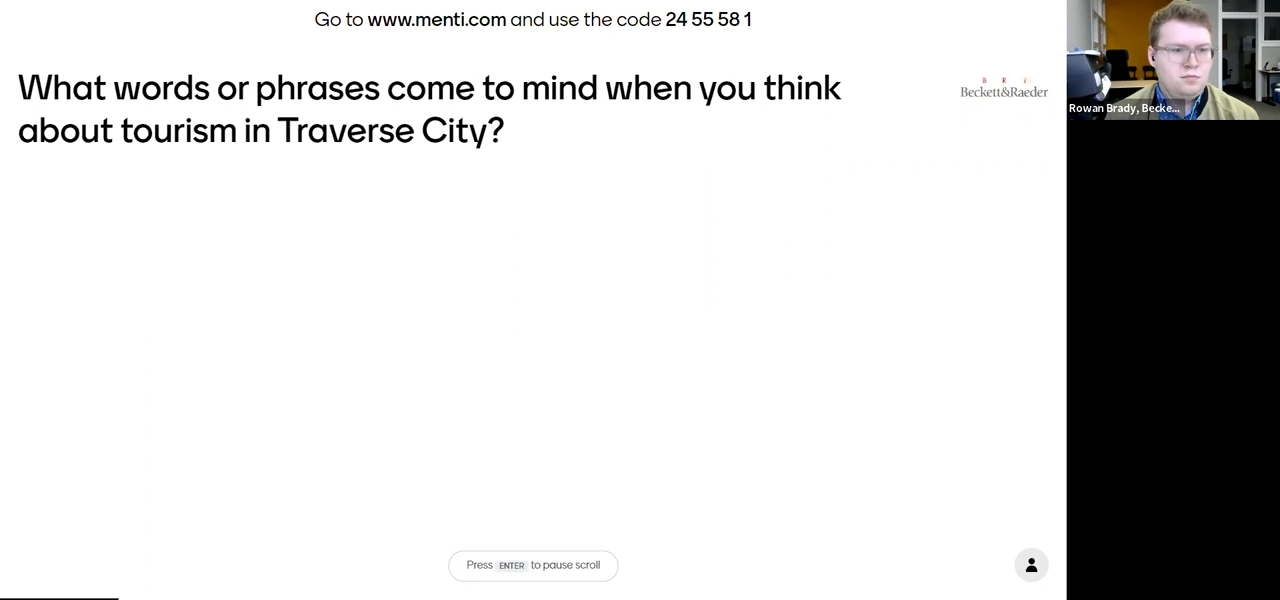 Go to www.menti.com and use the code 24 55 58 1
What words or phrases come to mind when you think
about tourism in Traverse City?
B R i
Beckett&Raeder
Rowan Brady, Becke...
Press ENTER to pause scroll